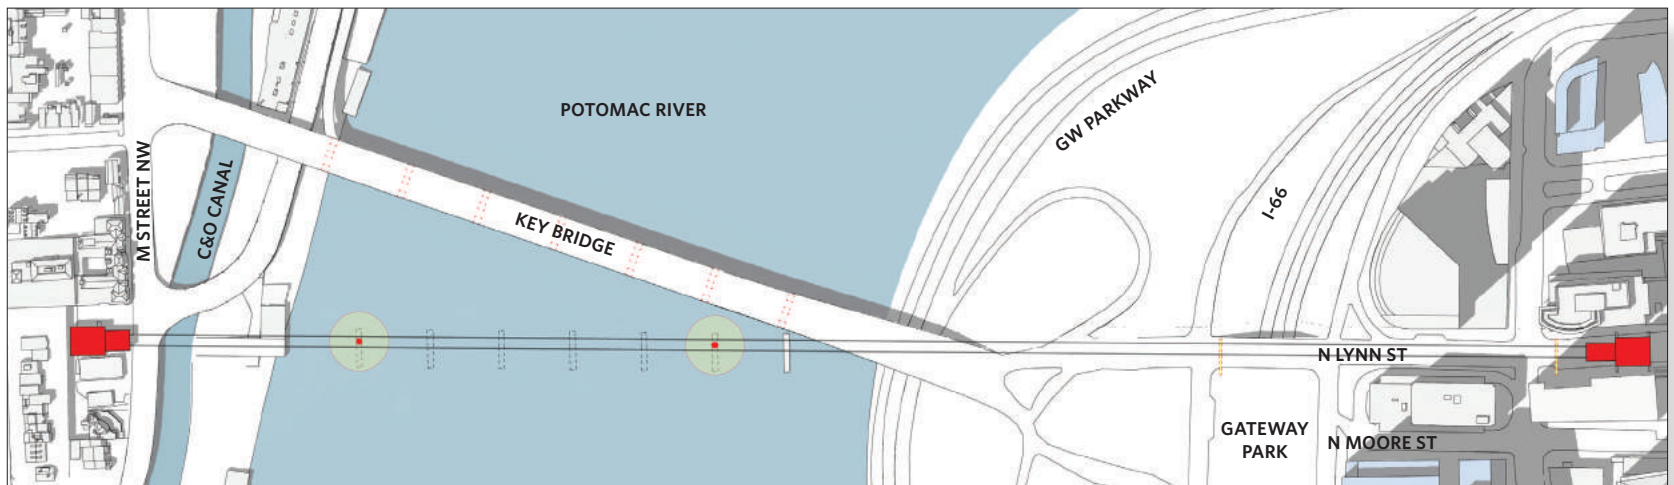 M STREET NW
C&O CANAL
POTOMAC RIVER
KEY BRIDGE
GW PARKWAY
I-66
N LYNN ST
GATEWAY
PARK
N MOORE ST